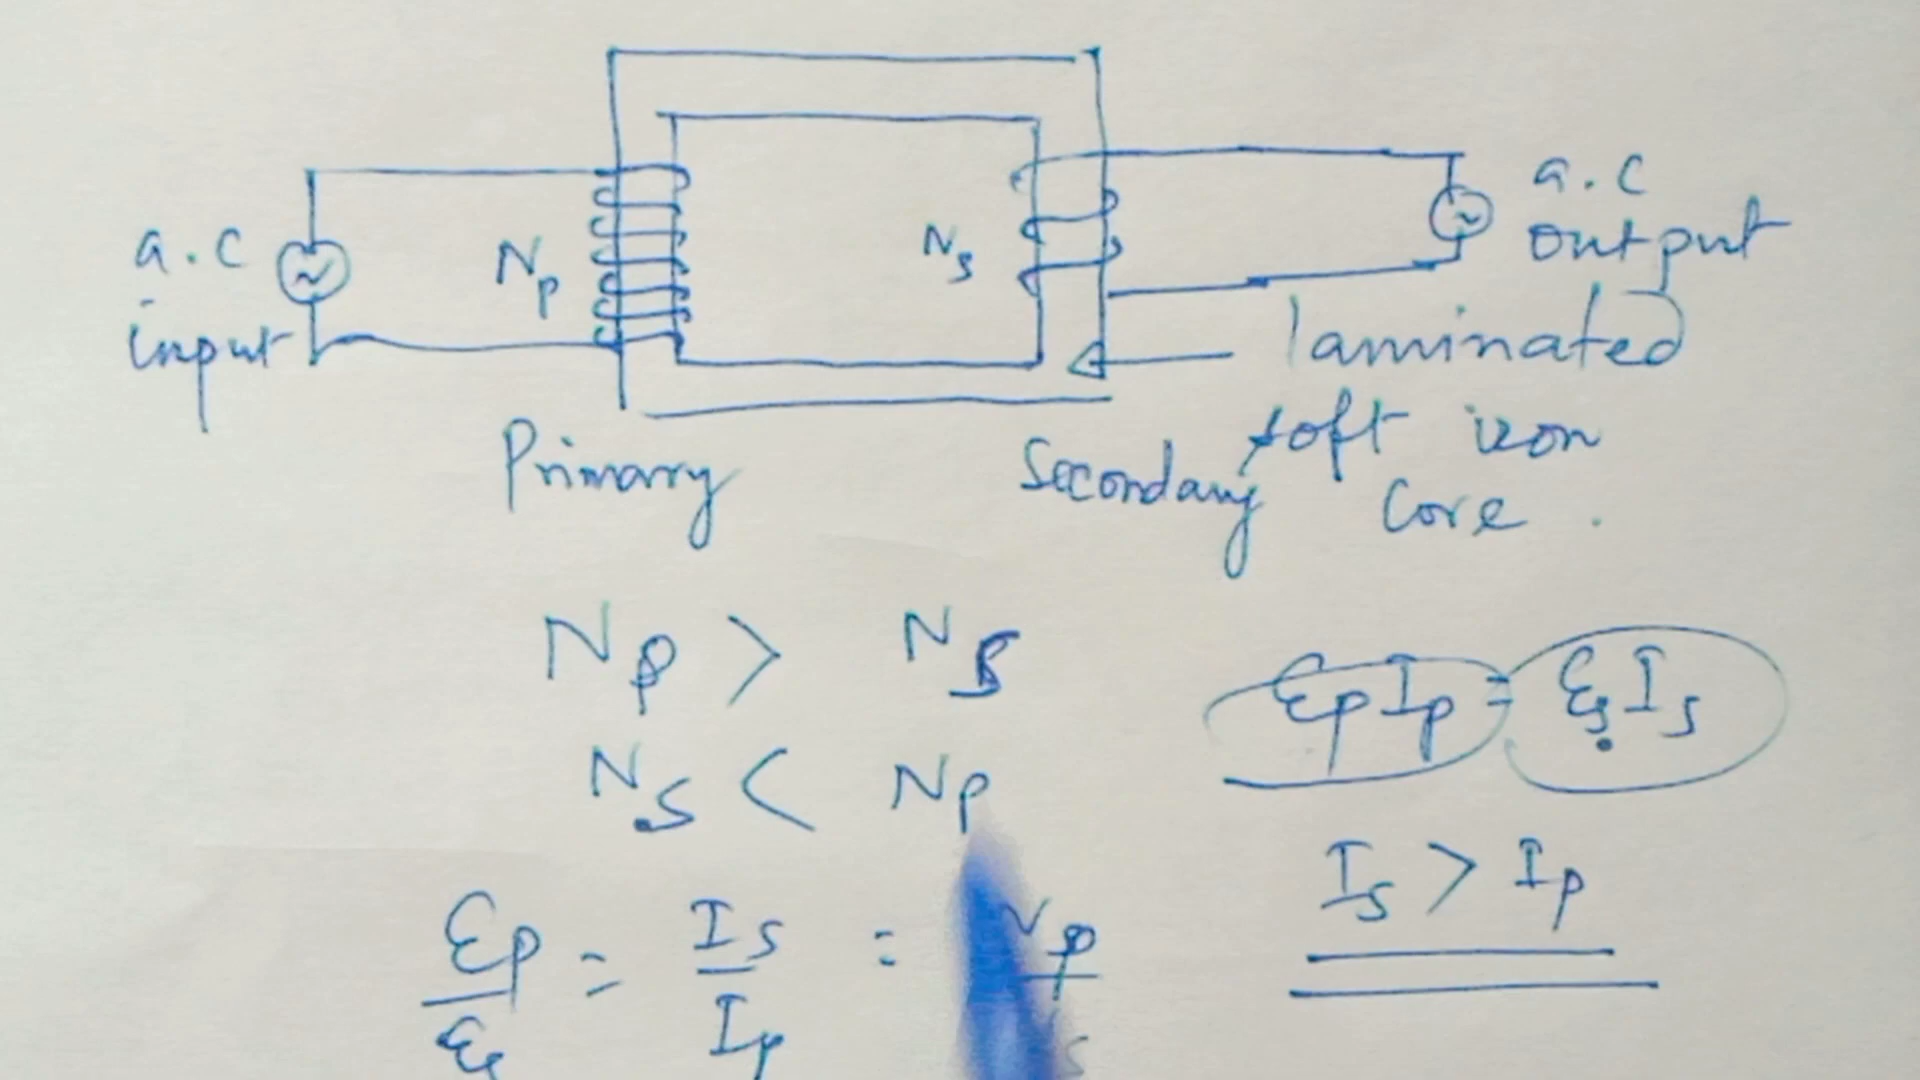 a.c
input
Np
Ns
a.c
output
laminated
soft iron
Core.
Primary
Secondary
Np > Ns
Ns < Np
εpIp = εsIs
Is > Ip
εp/εs = Is/Ip = Np/s